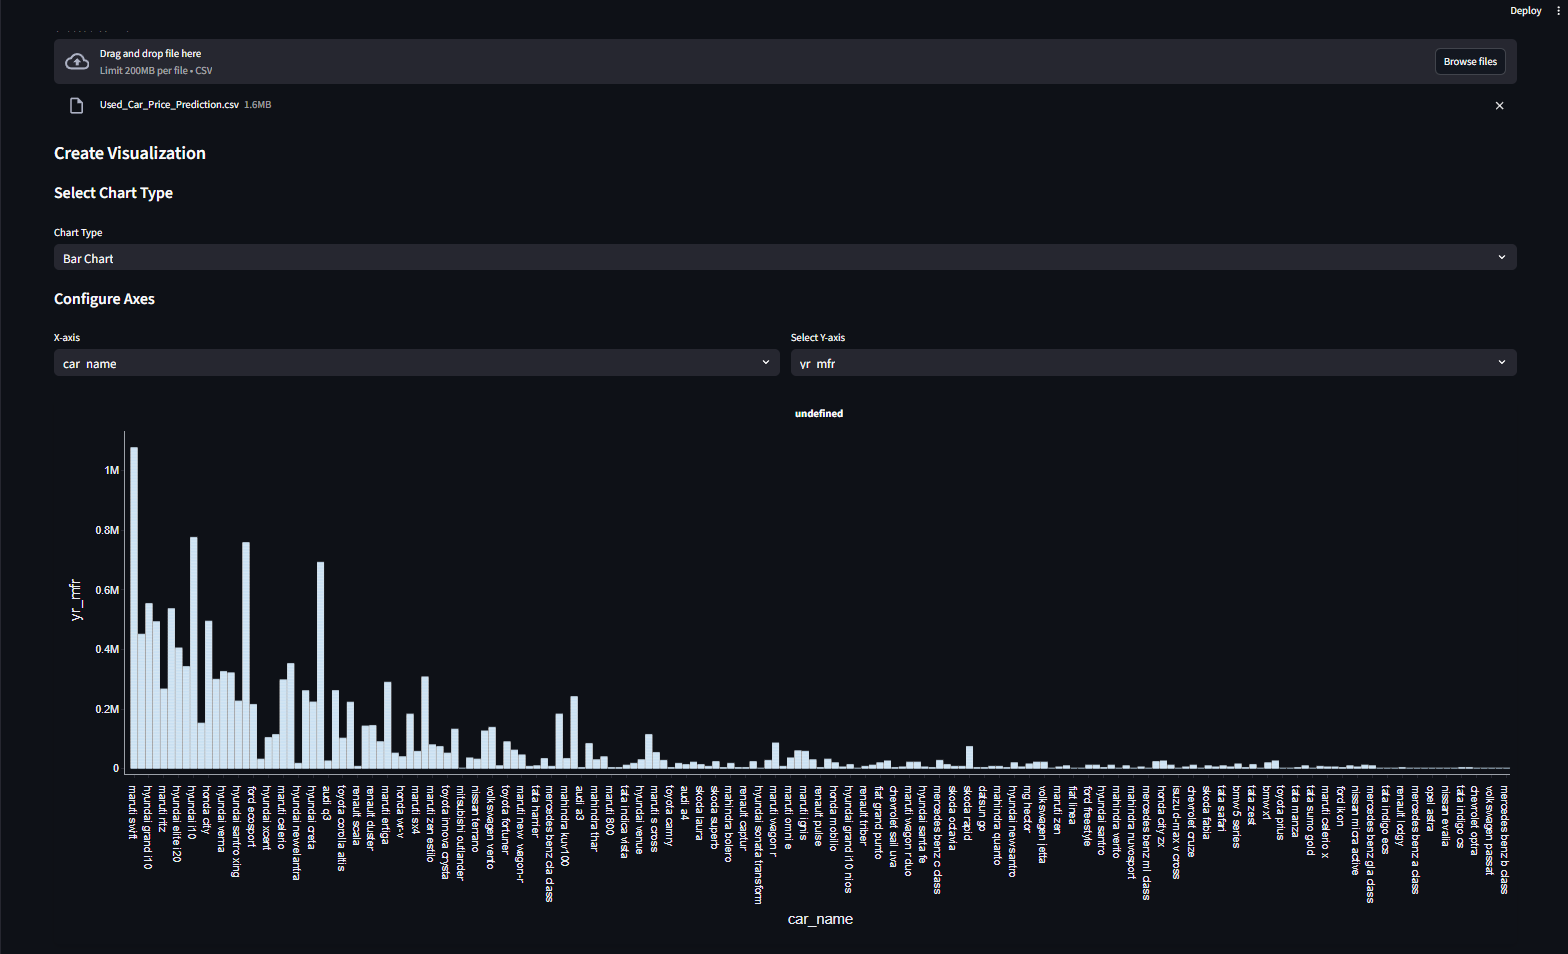 Deploy
Drag and drop file here
Limit 200MB per file • CSV
Browse files
Used_Car_Price_Prediction.csv 1.6MB
Create Visualization
Select Chart Type
Chart Type
Bar Chart
Configure Axes
X-axis
Select Y-axis
car_name
yr_mfr
undefined
1M
0.8M
0.6M
0.4M
0.2M
0
yr_mfr
maruti swift
hyundai grand i10
maruti ritz
hyundai elite i20
hyundai i10
honda city
hyundai verna
hyundai santro xing
ford ecosport
hyundai xcent
maruti celerio
hyundai new elantra
hyundai creta
audi q3
toyota corolla altis
renault scala
renault duster
maruti ertiga
honda wr-v
maruti sx4
maruti zen estilo
toyota innova crysta
mitsubishi outlander
nissan terrano
volkswagen vento
toyota fortuner
maruti new wagon-r
tata harrier
mercedes benz cla class
mahindra kuv100
audi a3
mahindra thar
maruti 800
tata indica vista
hyundai venue
maruti s cross
toyota camry
audi a4
skoda laura
skoda superb
mahindra bolero
renault captur
hyundai sonata transform
maruti wagon r
maruti omni e
maruti ignis
renault pulse
honda mobilio
hyundai grand i10 nios
renault triber
fiat grand punto
chevrolet sail uva
maruti wagon r duo
hyundai santa fe
mercedes benz c class
skoda octavia
skoda rapid
datsun go
mahindra quanto
hyundai newsantro
mg hector
volkswagen jetta
maruti zen
fiat linea
ford freestyle
hyundai santro
mahindra verito
mahindra nuvosport
mercedes benz ml class
honda city zx
isuzu d-max v cross
chevrolet cruze
skoda fabia
tata safari
bmw 5 series
tata zest
bmw x1
toyota prius
tata manza
tata sumo gold
maruti celerio x
ford ikon
nissan micra active
mercedes benz gla class
tata indigo ecs
renault lodgy
mercedes benz a class
opel astra
nissan evalia
tata indigo cs
chevrolet optra
volkswagen passat
mercedes benz b class
car_name